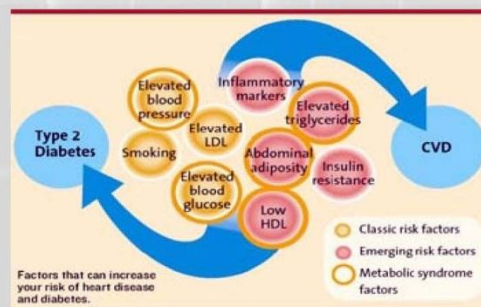 Inflammatory
markers
Elevated
blood
pressure
Elevated
triglycerides
Elevated
LDL
Type 2
Diabetes
Smoking
Abdominal
adiposity
CVD
Insulin
resistance
Elevated
blood
glucose
Low
HDL
Classic risk factors
Emerging risk factors
Metabolic syndrome
factors
Factors that can increase
your risk of heart disease
and diabetes.